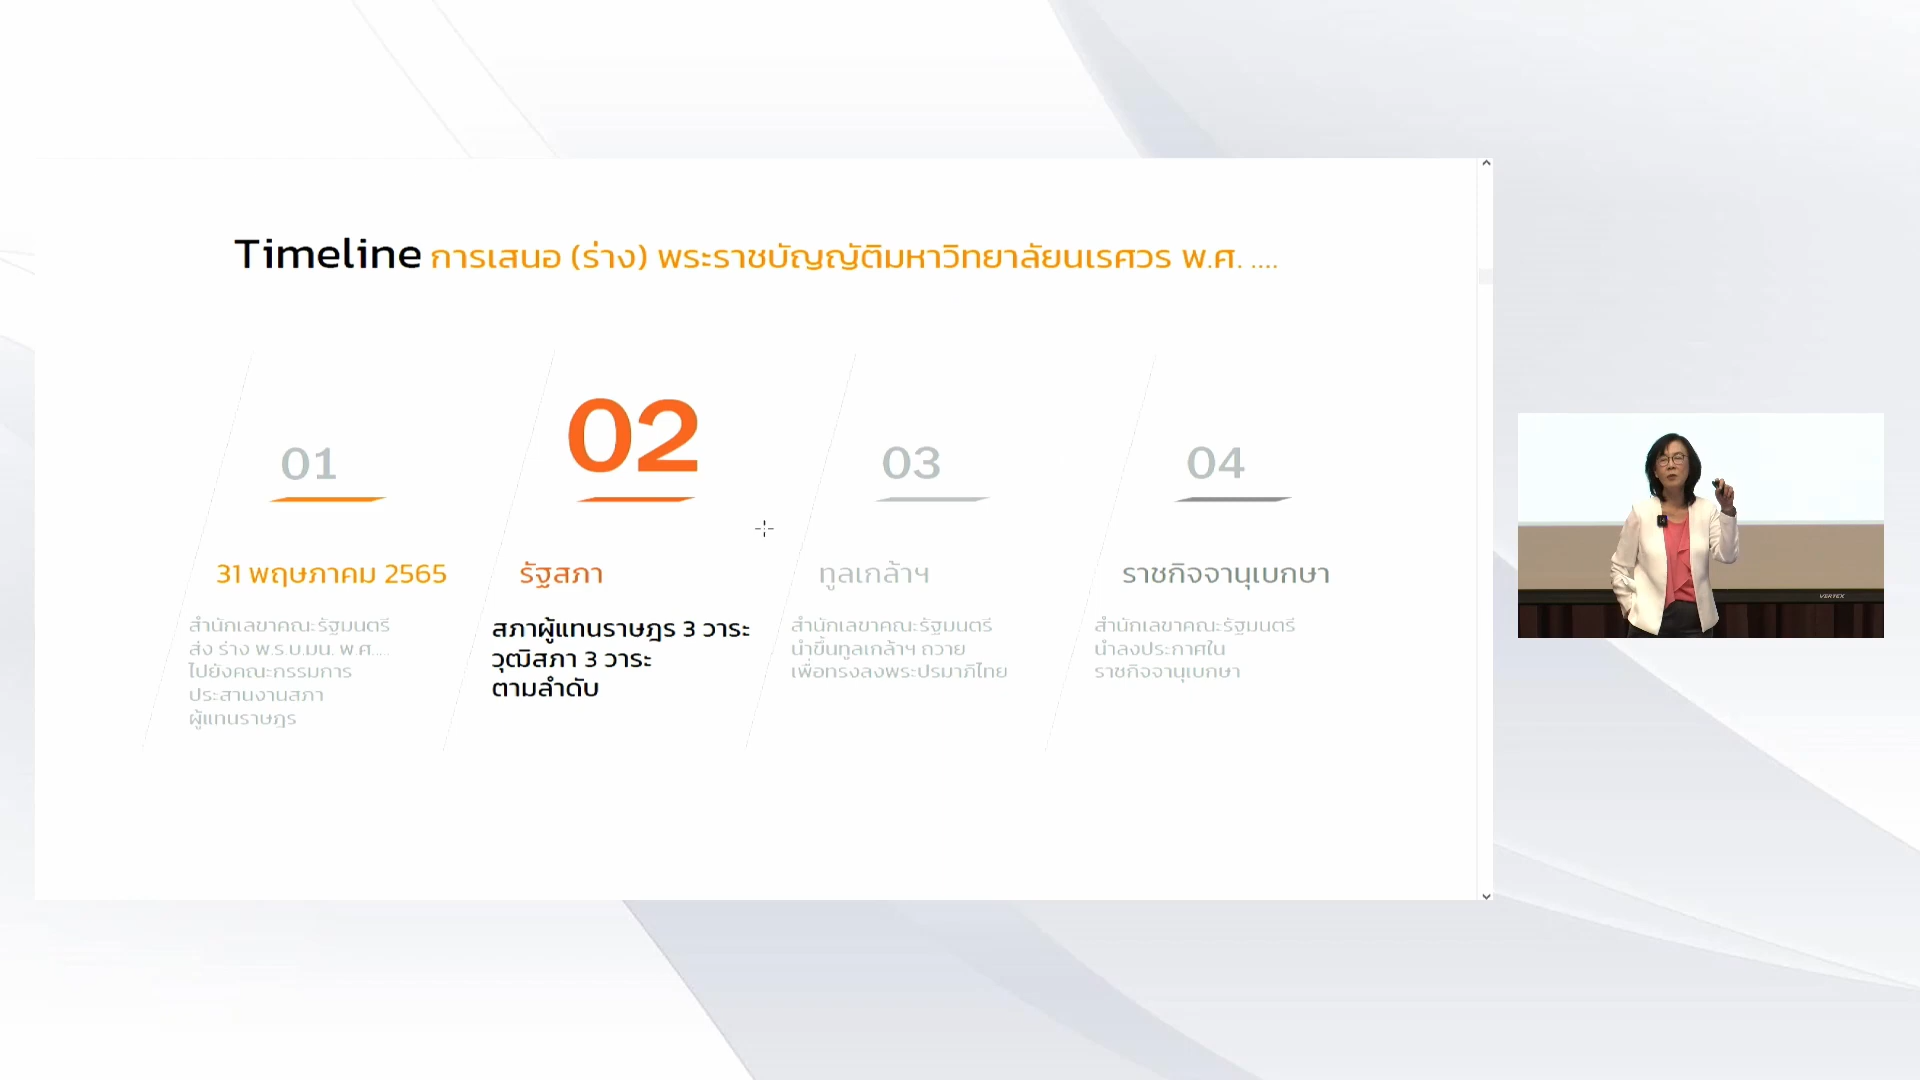 Timeline การเสนอ (ร่าง) พระราชบัญญัติมหาวิทยาลัยนเรศวร พ.ศ. ....
01
31 พฤษภาคม 2565
สำนักเลขาคณะรัฐมนตรี
ส่ง ร่าง พ.ร.บ.มน. พ.ศ....
ไปยังคณะกรรมการ
ประสานงานสภา
ผู้แทนราษฎร
02
รัฐสภา
สภาผู้แทนราษฎร 3 วาระ
วุฒิสภา 3 วาระ
ตามลำดับ
03
ทูลเกล้าฯ
สำนักเลขาคณะรัฐมนตรี
นำขึ้นทูลเกล้าฯ ถวาย
เพื่อทรงลงพระปรมาภิไทย
04
ราชกิจจานุเบกษา
สำนักเลขาคณะรัฐมนตรี
นำลงประกาศใน
ราชกิจจานุเบกษา
VERTEX